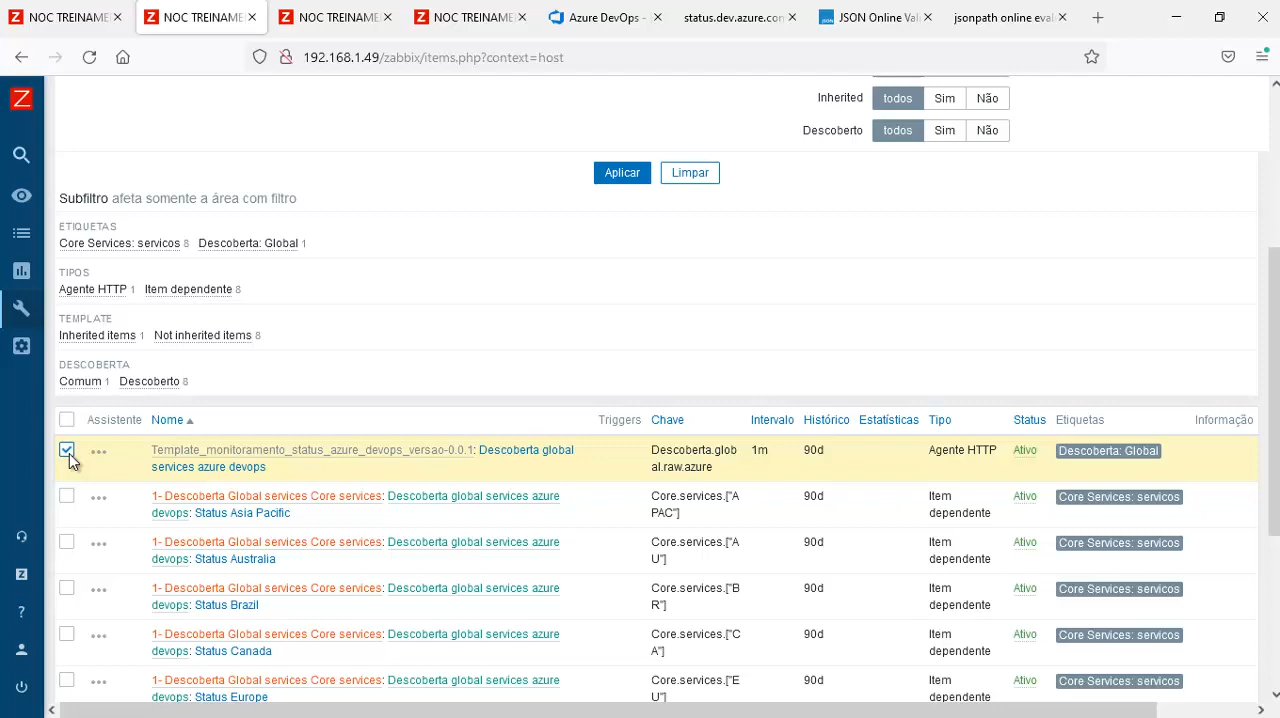 NOC TREINAME
NOC TREINAME
NOC TREINAME
NOC TREINAME
Azure DevOps -
status.dev.azure.con
JSON Online Vali
jsonpath online eval
192.168.1.49/zabbix/items.php?context=host
Inherited todos Sim Não
Descoberto todos Sim Não
Aplicar Limpar
Subfiltro afeta somente a área com filtro
ETIQUETAS
Core Services: servicos 8 Descoberta: Global 1
TIPOS
Agente HTTP 1 Item dependente 8
TEMPLATE
Inherited items 1 Not inherited items 8
DESCOBERTA
Comum 1 Descoberto 8
Assistente Nome Triggers Chave Intervalo Histórico Estatísticas Tipo Status Etiquetas Informação
Template_monitoramento_status_azure_devops_versao-0.0.1: Descoberta global Descoberta.glob 1m 90d Agente HTTP Ativo Descoberta: Global
services azure devops al.raw.azure
1- Descoberta Global services Core services: Descoberta global services azure Core.services.["A 90d Item Ativo Core Services: servicos
devops: Status Asia Pacific PAC"] dependente
1- Descoberta Global services Core services: Descoberta global services azure Core.services.["A 90d Item Ativo Core Services: servicos
devops: Status Australia U"] dependente
1- Descoberta Global services Core services: Descoberta global services azure Core.services.["B 90d Item Ativo Core Services: servicos
devops: Status Brazil R"] dependente
1- Descoberta Global services Core services: Descoberta global services azure Core.services.["C 90d Item Ativo Core Services: servicos
devops: Status Canada A"] dependente
1- Descoberta Global services Core services: Descoberta global services azure Core.services.["E 90d Item Ativo Core Services: servicos
devops: Status Europe U"] dependente